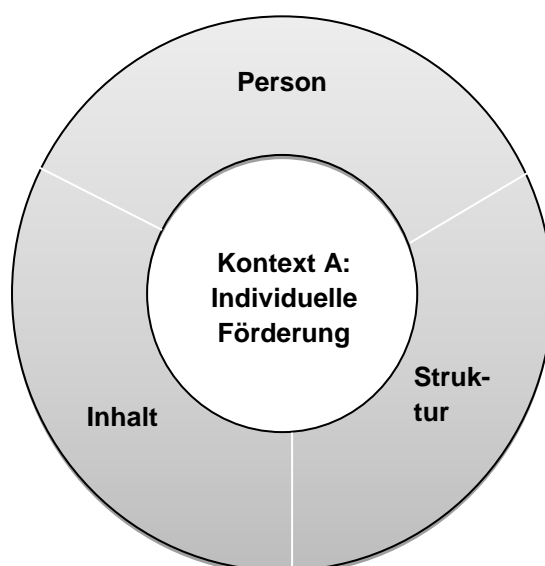 Person
Kontext A:
Individuelle
Förderung
Struk-
tur
Inhalt